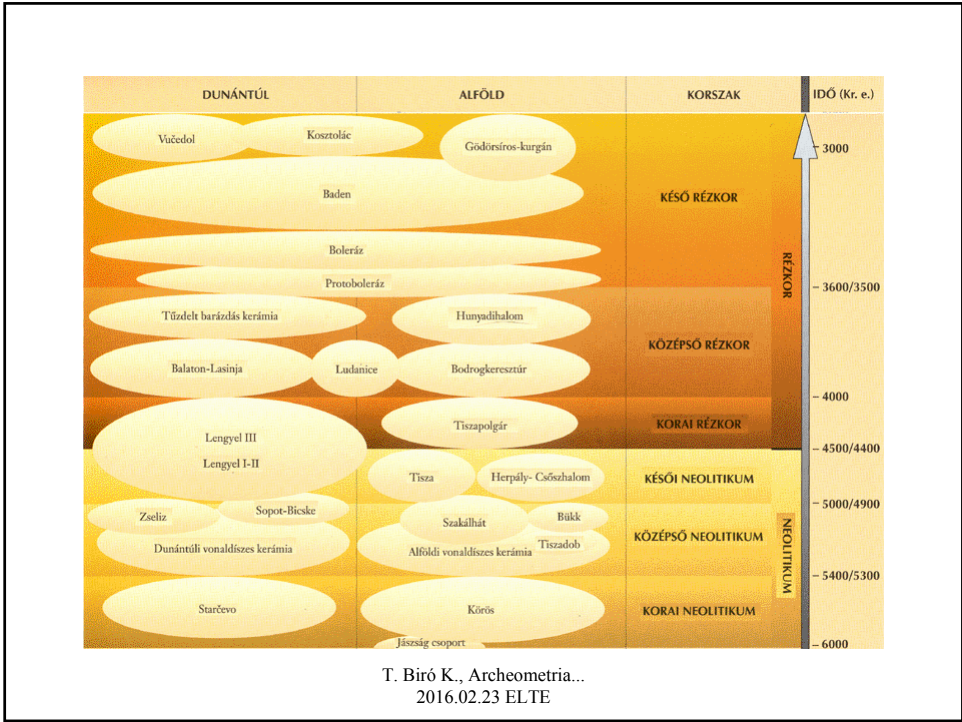 DUNÁNTÚL ALFÖLD KORSZAK IDŐ (Kr. e.)
Vučedol Kosztolác Gödörsíros-kurgán 3000
Baden KÉSŐ RÉZKOR
Boleráz
Protoboleráz 3600/3500
RÉZKOR
Tűzdelt barázdás kerámia Hunyadihalom
KÖZÉPSŐ RÉZKOR
Balaton-Lasinja Ludanice Bodrogkeresztúr
4000
Tiszapolgár KORAI RÉZKOR
Lengyel III
4500/4400
Lengyel I-II
Tisza Herpály- Csőszhalom KÉSŐI NEOLITIKUM
5000/4900
Zseliz Sopot-Bicske Szakálhát Bükk
KÖZÉPSŐ NEOLITIKUM
Dunántúli vonaldíszes kerámia Alföldi vonaldíszes kerámia Tiszadob
NEOLITIKUM
5400/5300
Starčevo Körös KORAI NEOLITIKUM
Jászság csoport 6000
T. Biró K., Archeometria...
2016.02.23 ELTE